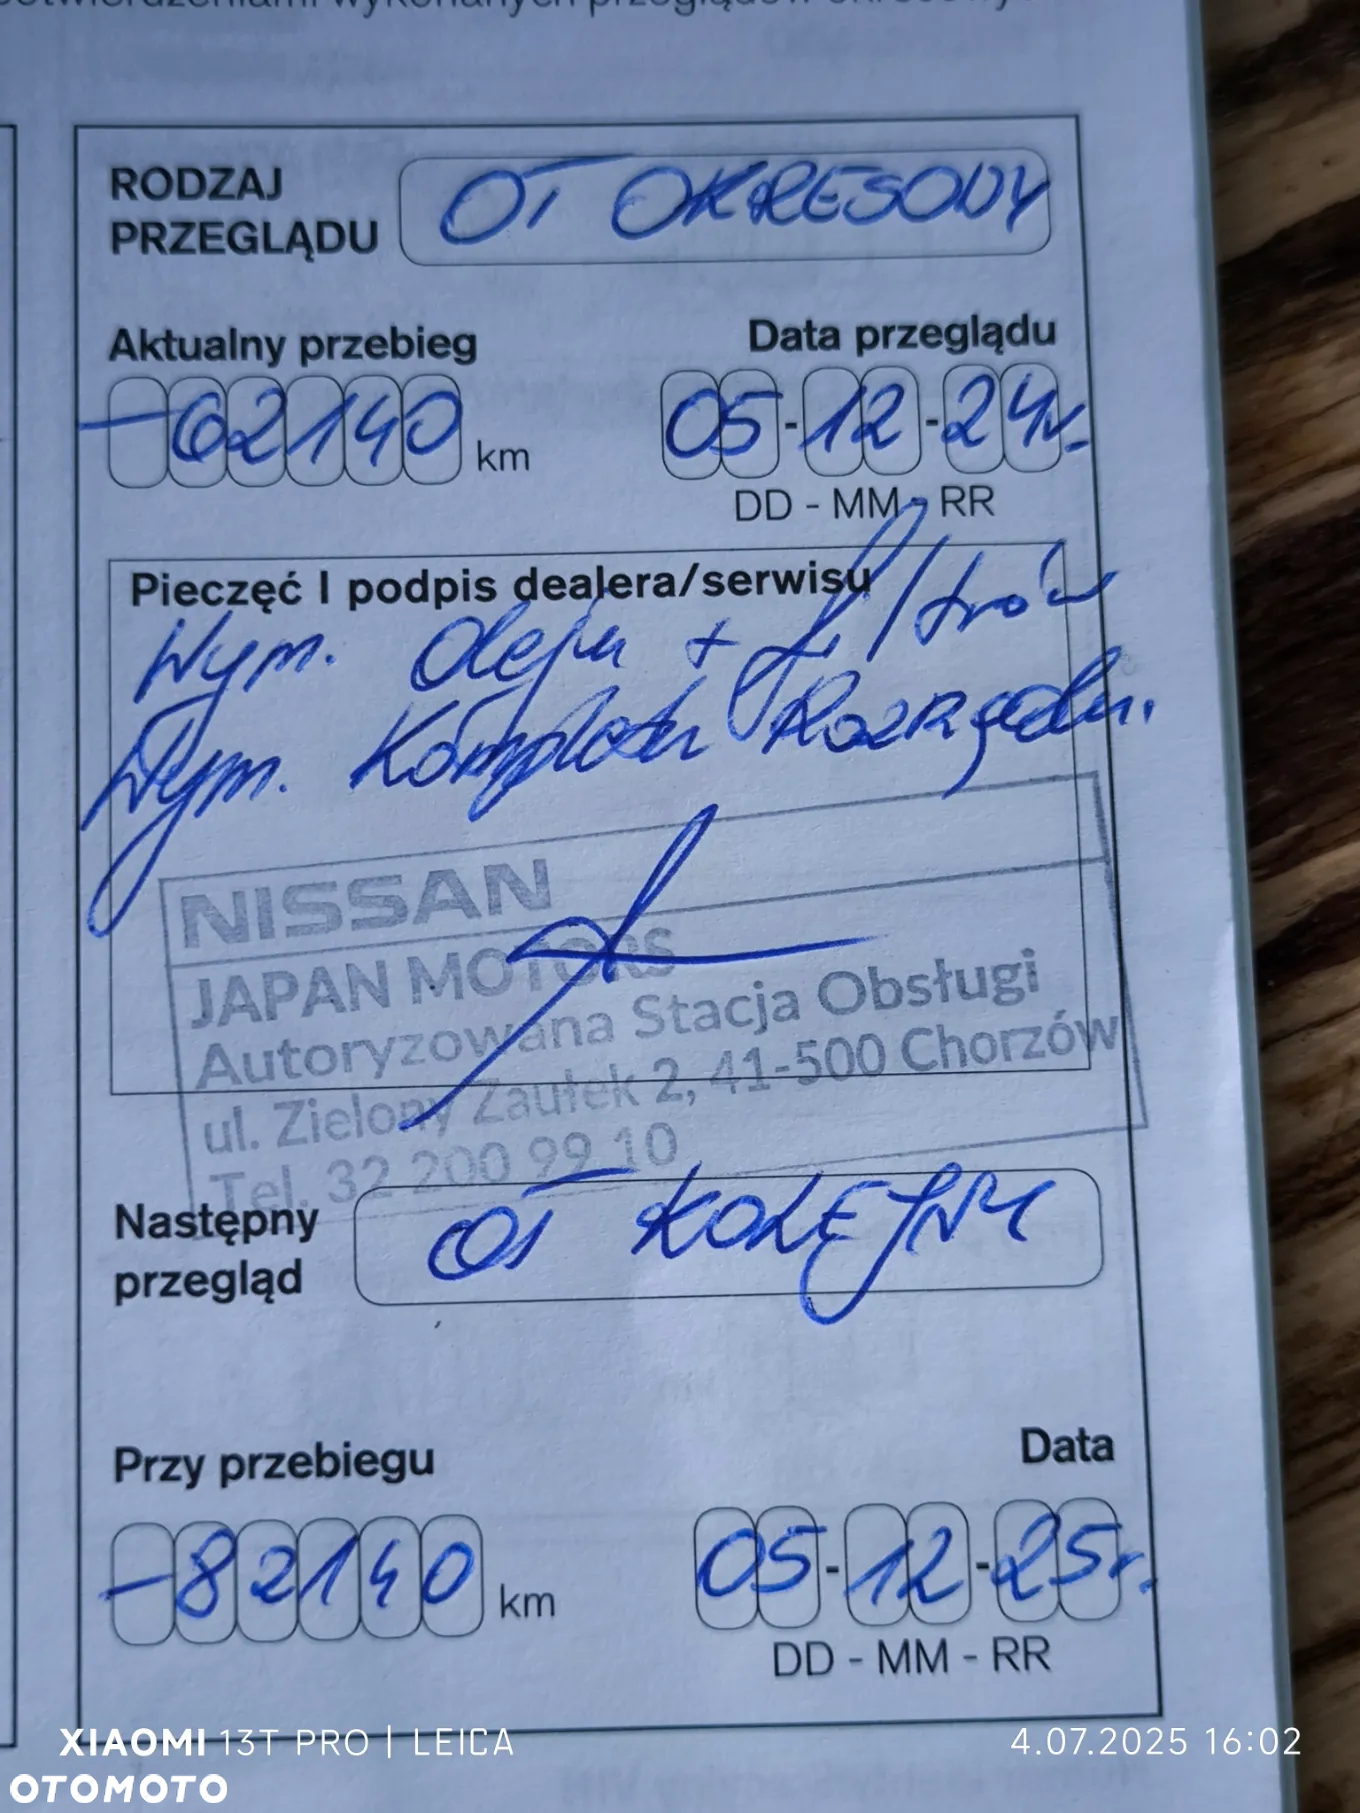 RODZAJ
PRZEGLĄDU
OT OKRESOWY
Aktualny przebieg
Data przeglądu
-62140 km
05-12-24r.
DD - MM - RR
Pieczęć I podpis dealera/serwisu
Wym. Oleju + filtrów
Wym. Kompletu Rozrządu.
NISSAN
JAPAN MOTORS
Autoryzowana Stacja Obsługi
ul. Zielony Zaułek 2, 41-500 Chorzów
Tel. 32 200 99 10
Następny
przegląd
OT KOLEJNY
Przy przebiegu
Data
-82140 km
05-12-25r.
DD - MM - RR
XIAOMI 13T PRO | LEICA
4.07.2025 16:02
OTOMOTO